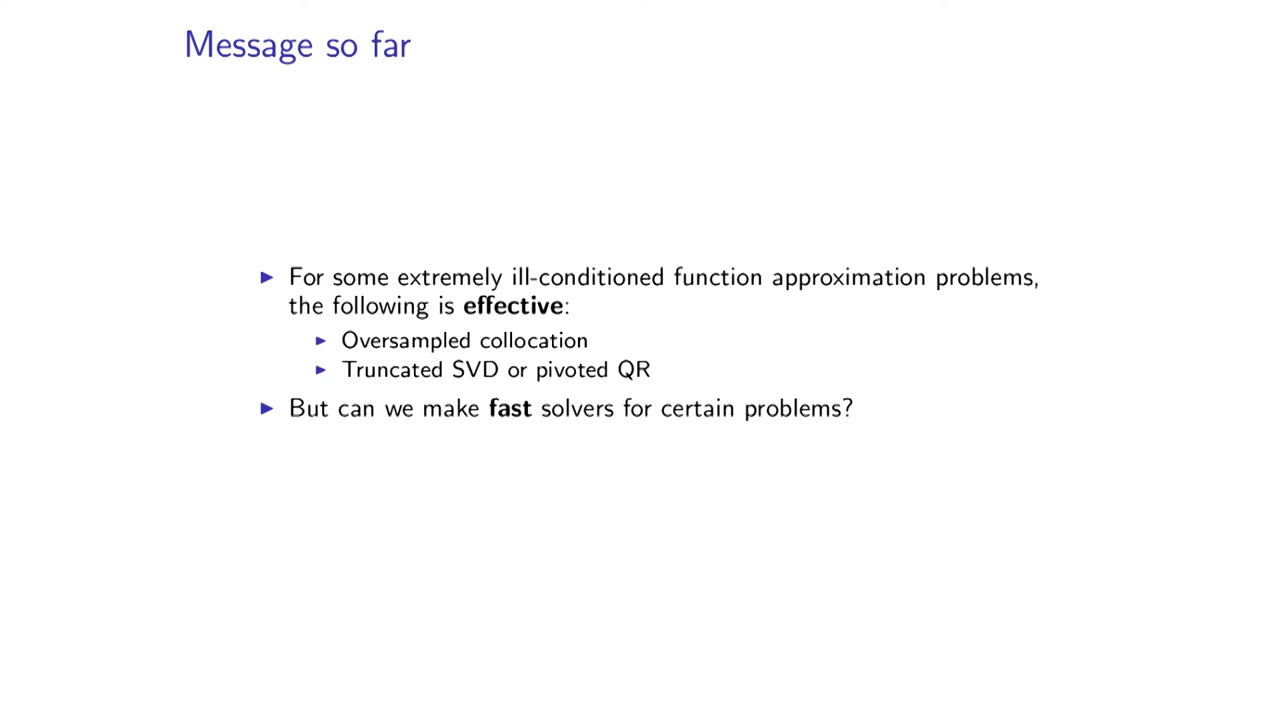 Message so far
▶ For some extremely ill-conditioned function approximation problems,
the following is effective:
▶ Oversampled collocation
▶ Truncated SVD or pivoted QR
▶ But can we make fast solvers for certain problems?